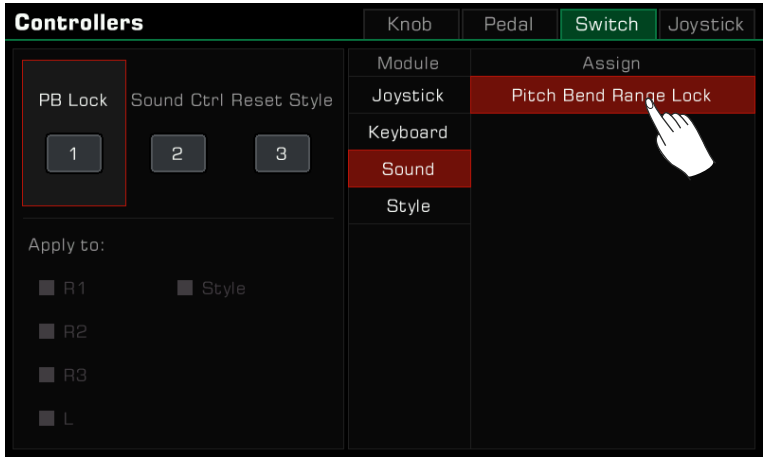 Controllers
Knob Pedal Switch Joystick
Module Assign
PB Lock Sound Ctrl Reset Style
Joystick Pitch Bend Range Lock
Keyboard
1 2 3
Sound
Style
Apply to:
R1 Style
R2
R3
L